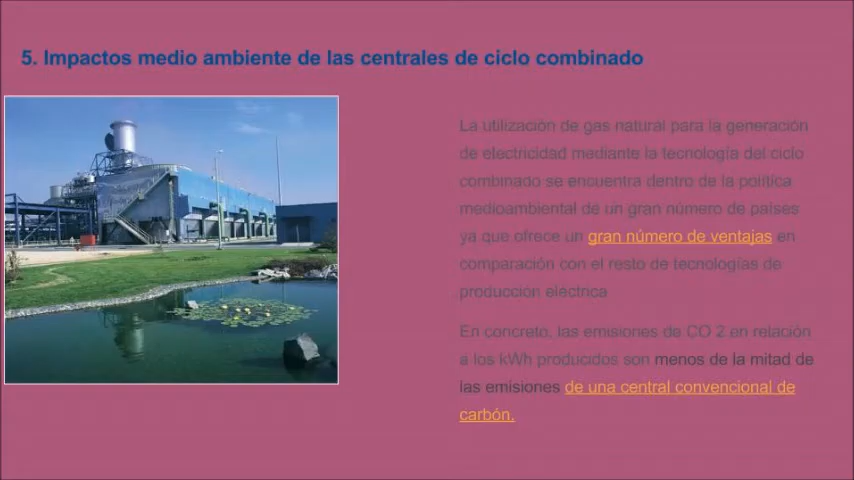 5. Impactos medio ambiente de las centrales de ciclo combinado
La utilización de gas natural para la generación
de electricidad mediante la tecnología del ciclo
combinado se encuentra dentro de la política
medioambiental de un gran número de países
ya que ofrece un gran número de ventajas en
comparación con el resto de tecnologías de
producción eléctrica
En concreto, las emisiones de CO 2 en relación
a los kWh producidos son menos de la mitad de
las emisiones de una central convencional de
carbón.